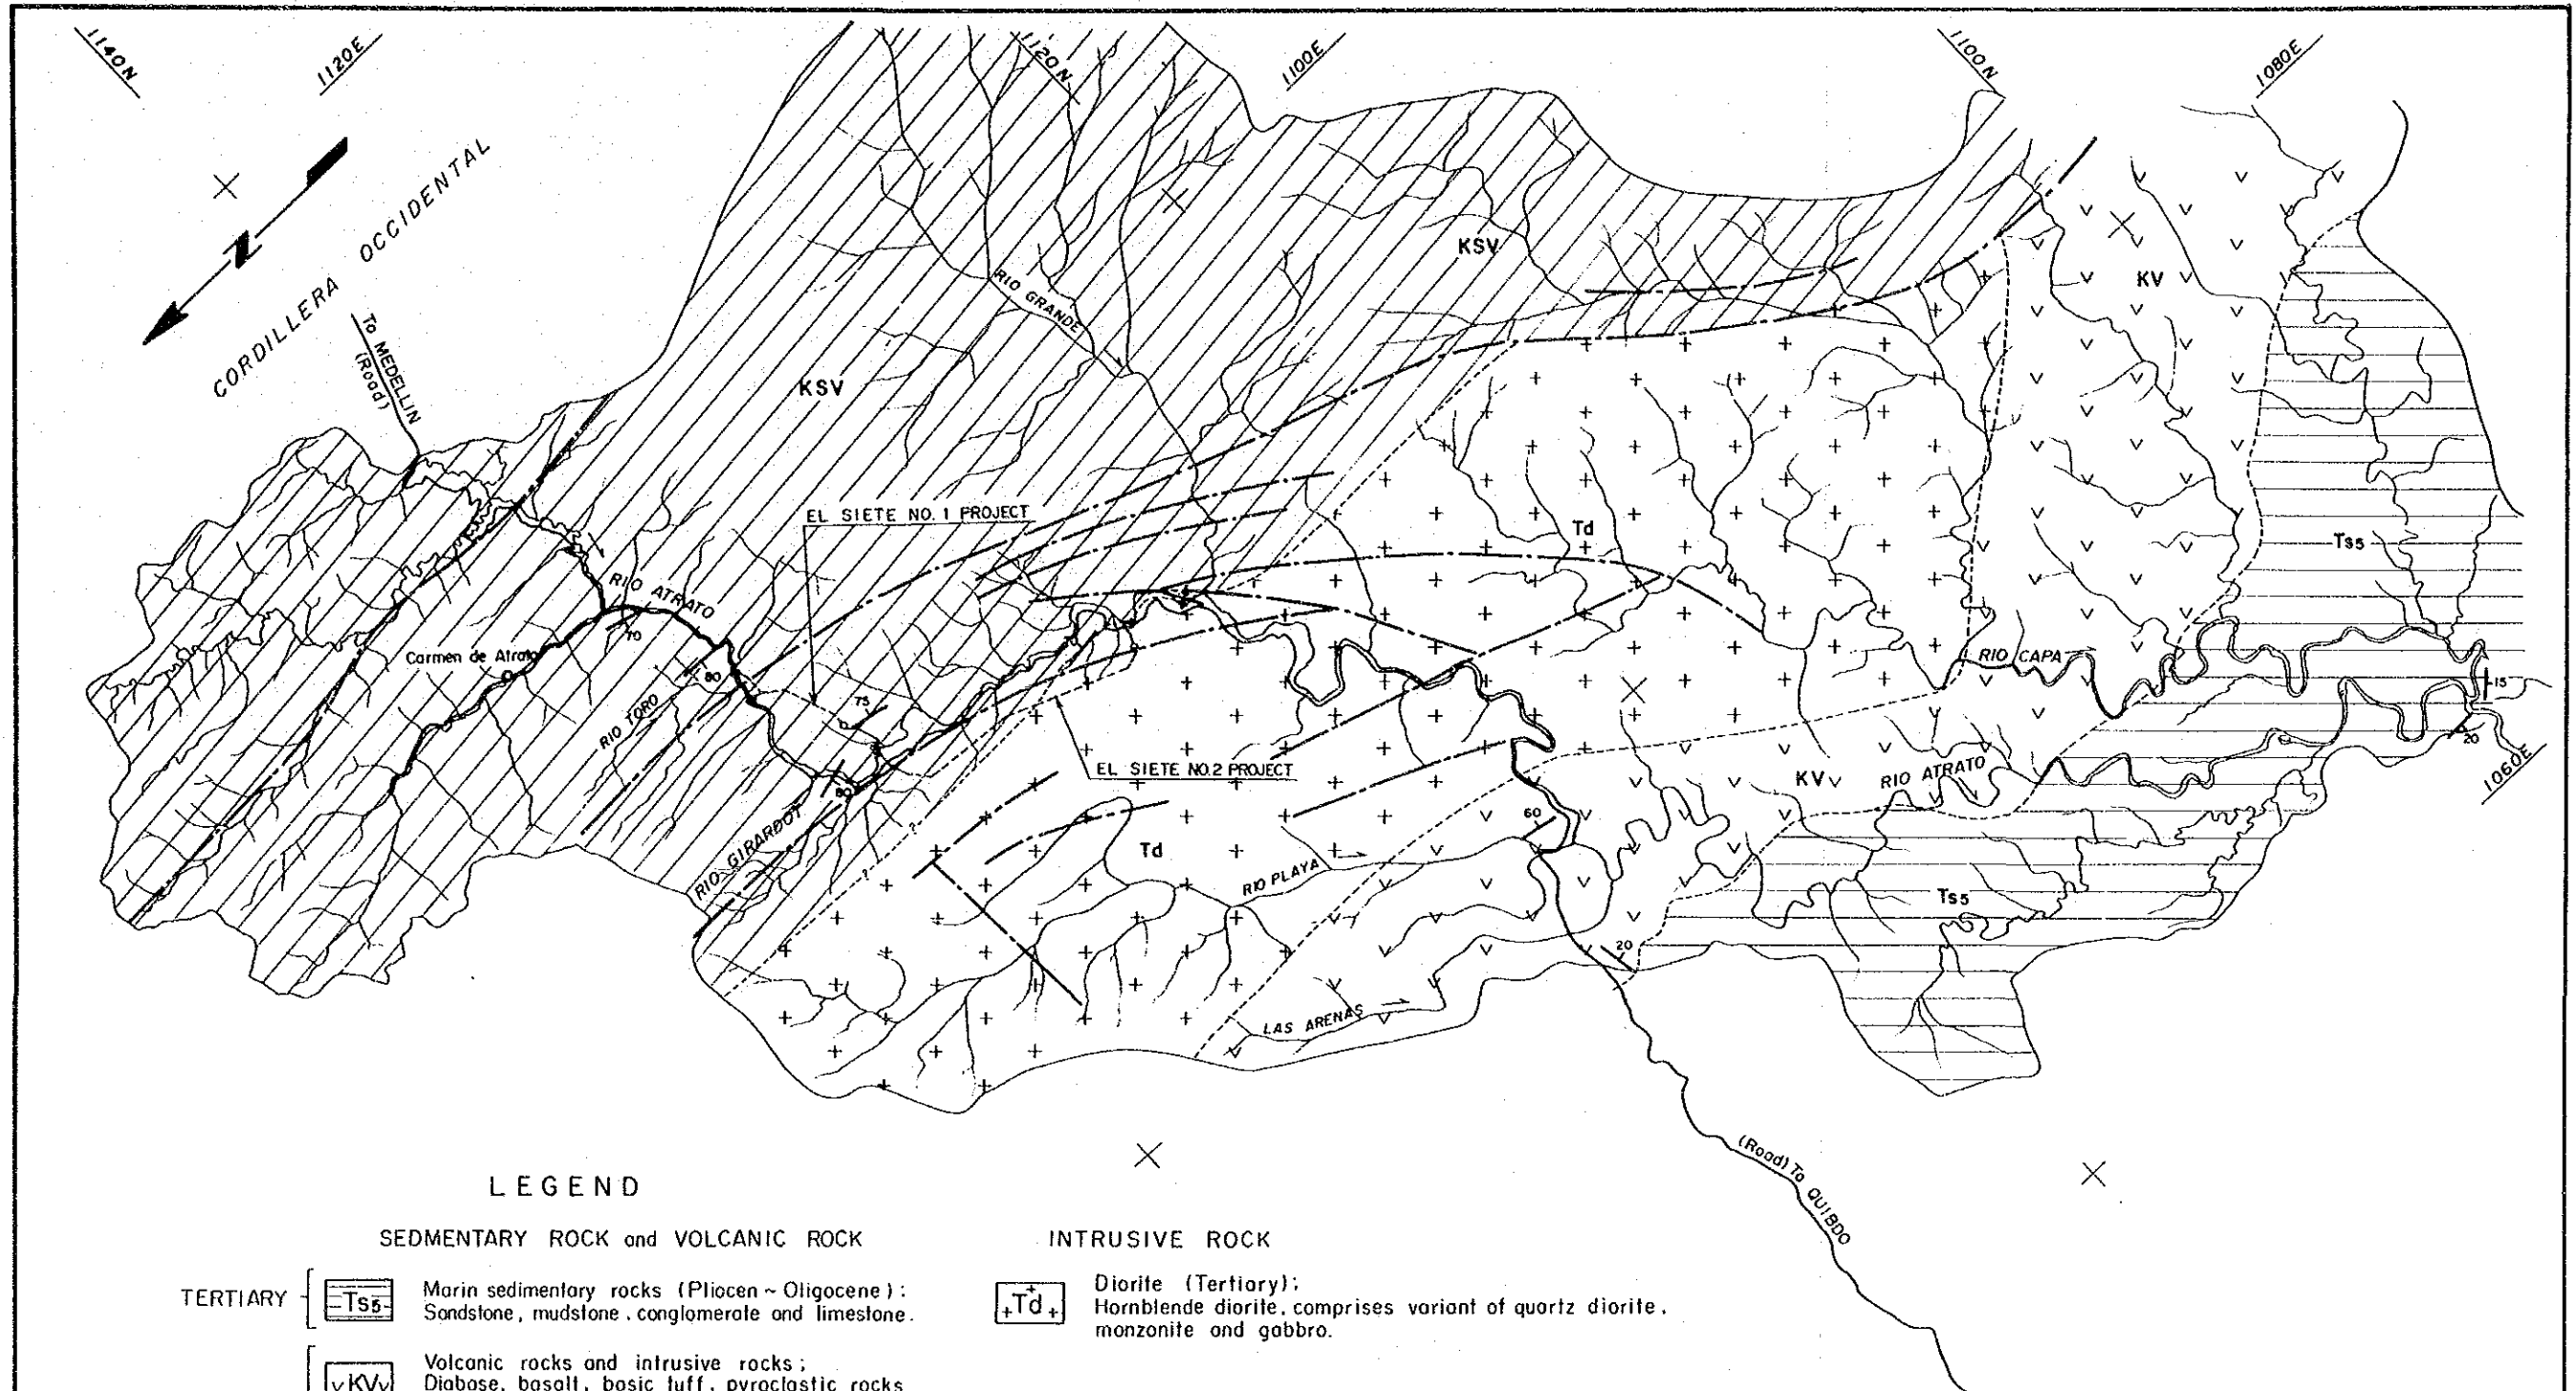 1140N
1120E
1120N
1100E
1100N
1080E
N
CORDILLERA OCCIDENTAL
To MEDELLIN
(Road)
KSV
RIO GRANDE
KV
KSV
EL SIETE NO. 1 PROJECT
Td
Ts5
RIO ATRATO
70
Carmen de Atrato
80
RIO TORO
75
RIO CAPA
15
20
1060E
EL SIETE NO.2 PROJECT
KV
RIO ATRATO
80
RIO GIRARDOT
?
?
Td
RIO PLAYA
60
Ts5
20
LAS ARENAS
(Road) To QUIBDO
LEGEND
SEDMENTARY ROCK and VOLCANIC ROCK
INTRUSIVE ROCK
TERTIARY
Ts5
Marin sedimentary rocks (Pliocen ~ Oligocene):
Sandstone, mudstone, conglomerate and limestone.
Td
Diorite (Tertiary);
Hornblende diorite, comprises variant of quartz diorite,
monzonite and gabbro.
KV
Volcanic rocks and intrusive rocks;
Diabase, basalt, basic tuff, pyroclastic rocks